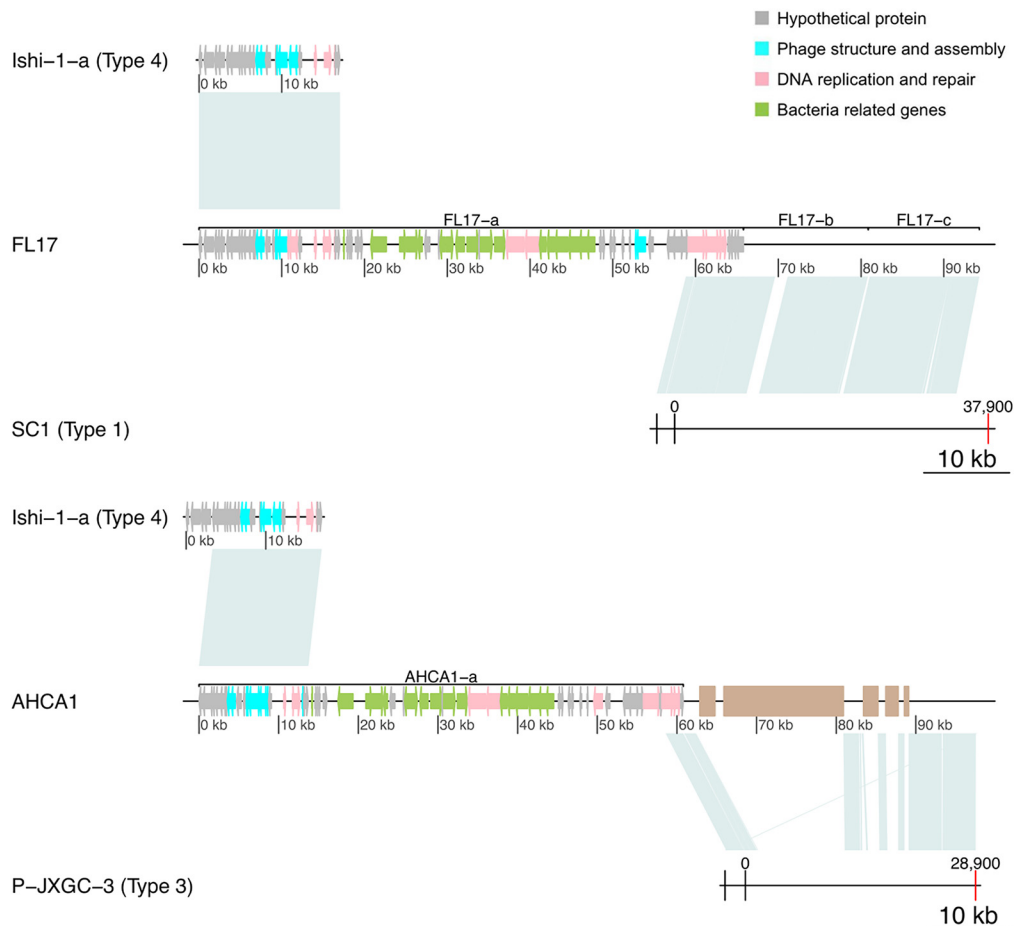 Hypothetical protein
Phage structure and assembly
DNA replication and repair
Bacteria related genes
Ishi−1−a (Type 4)
0 kb 10 kb
FL17−a FL17−b FL17−c
FL17
0 kb 10 kb 20 kb 30 kb 40 kb 50 kb 60 kb 70 kb 80 kb 90 kb
0 37,900
SC1 (Type 1)
10 kb
Ishi−1−a (Type 4)
0 kb 10 kb
AHCA1−a
AHCA1
0 kb 10 kb 20 kb 30 kb 40 kb 50 kb 60 kb 70 kb 80 kb 90 kb
0 28,900
P−JXGC−3 (Type 3)
10 kb